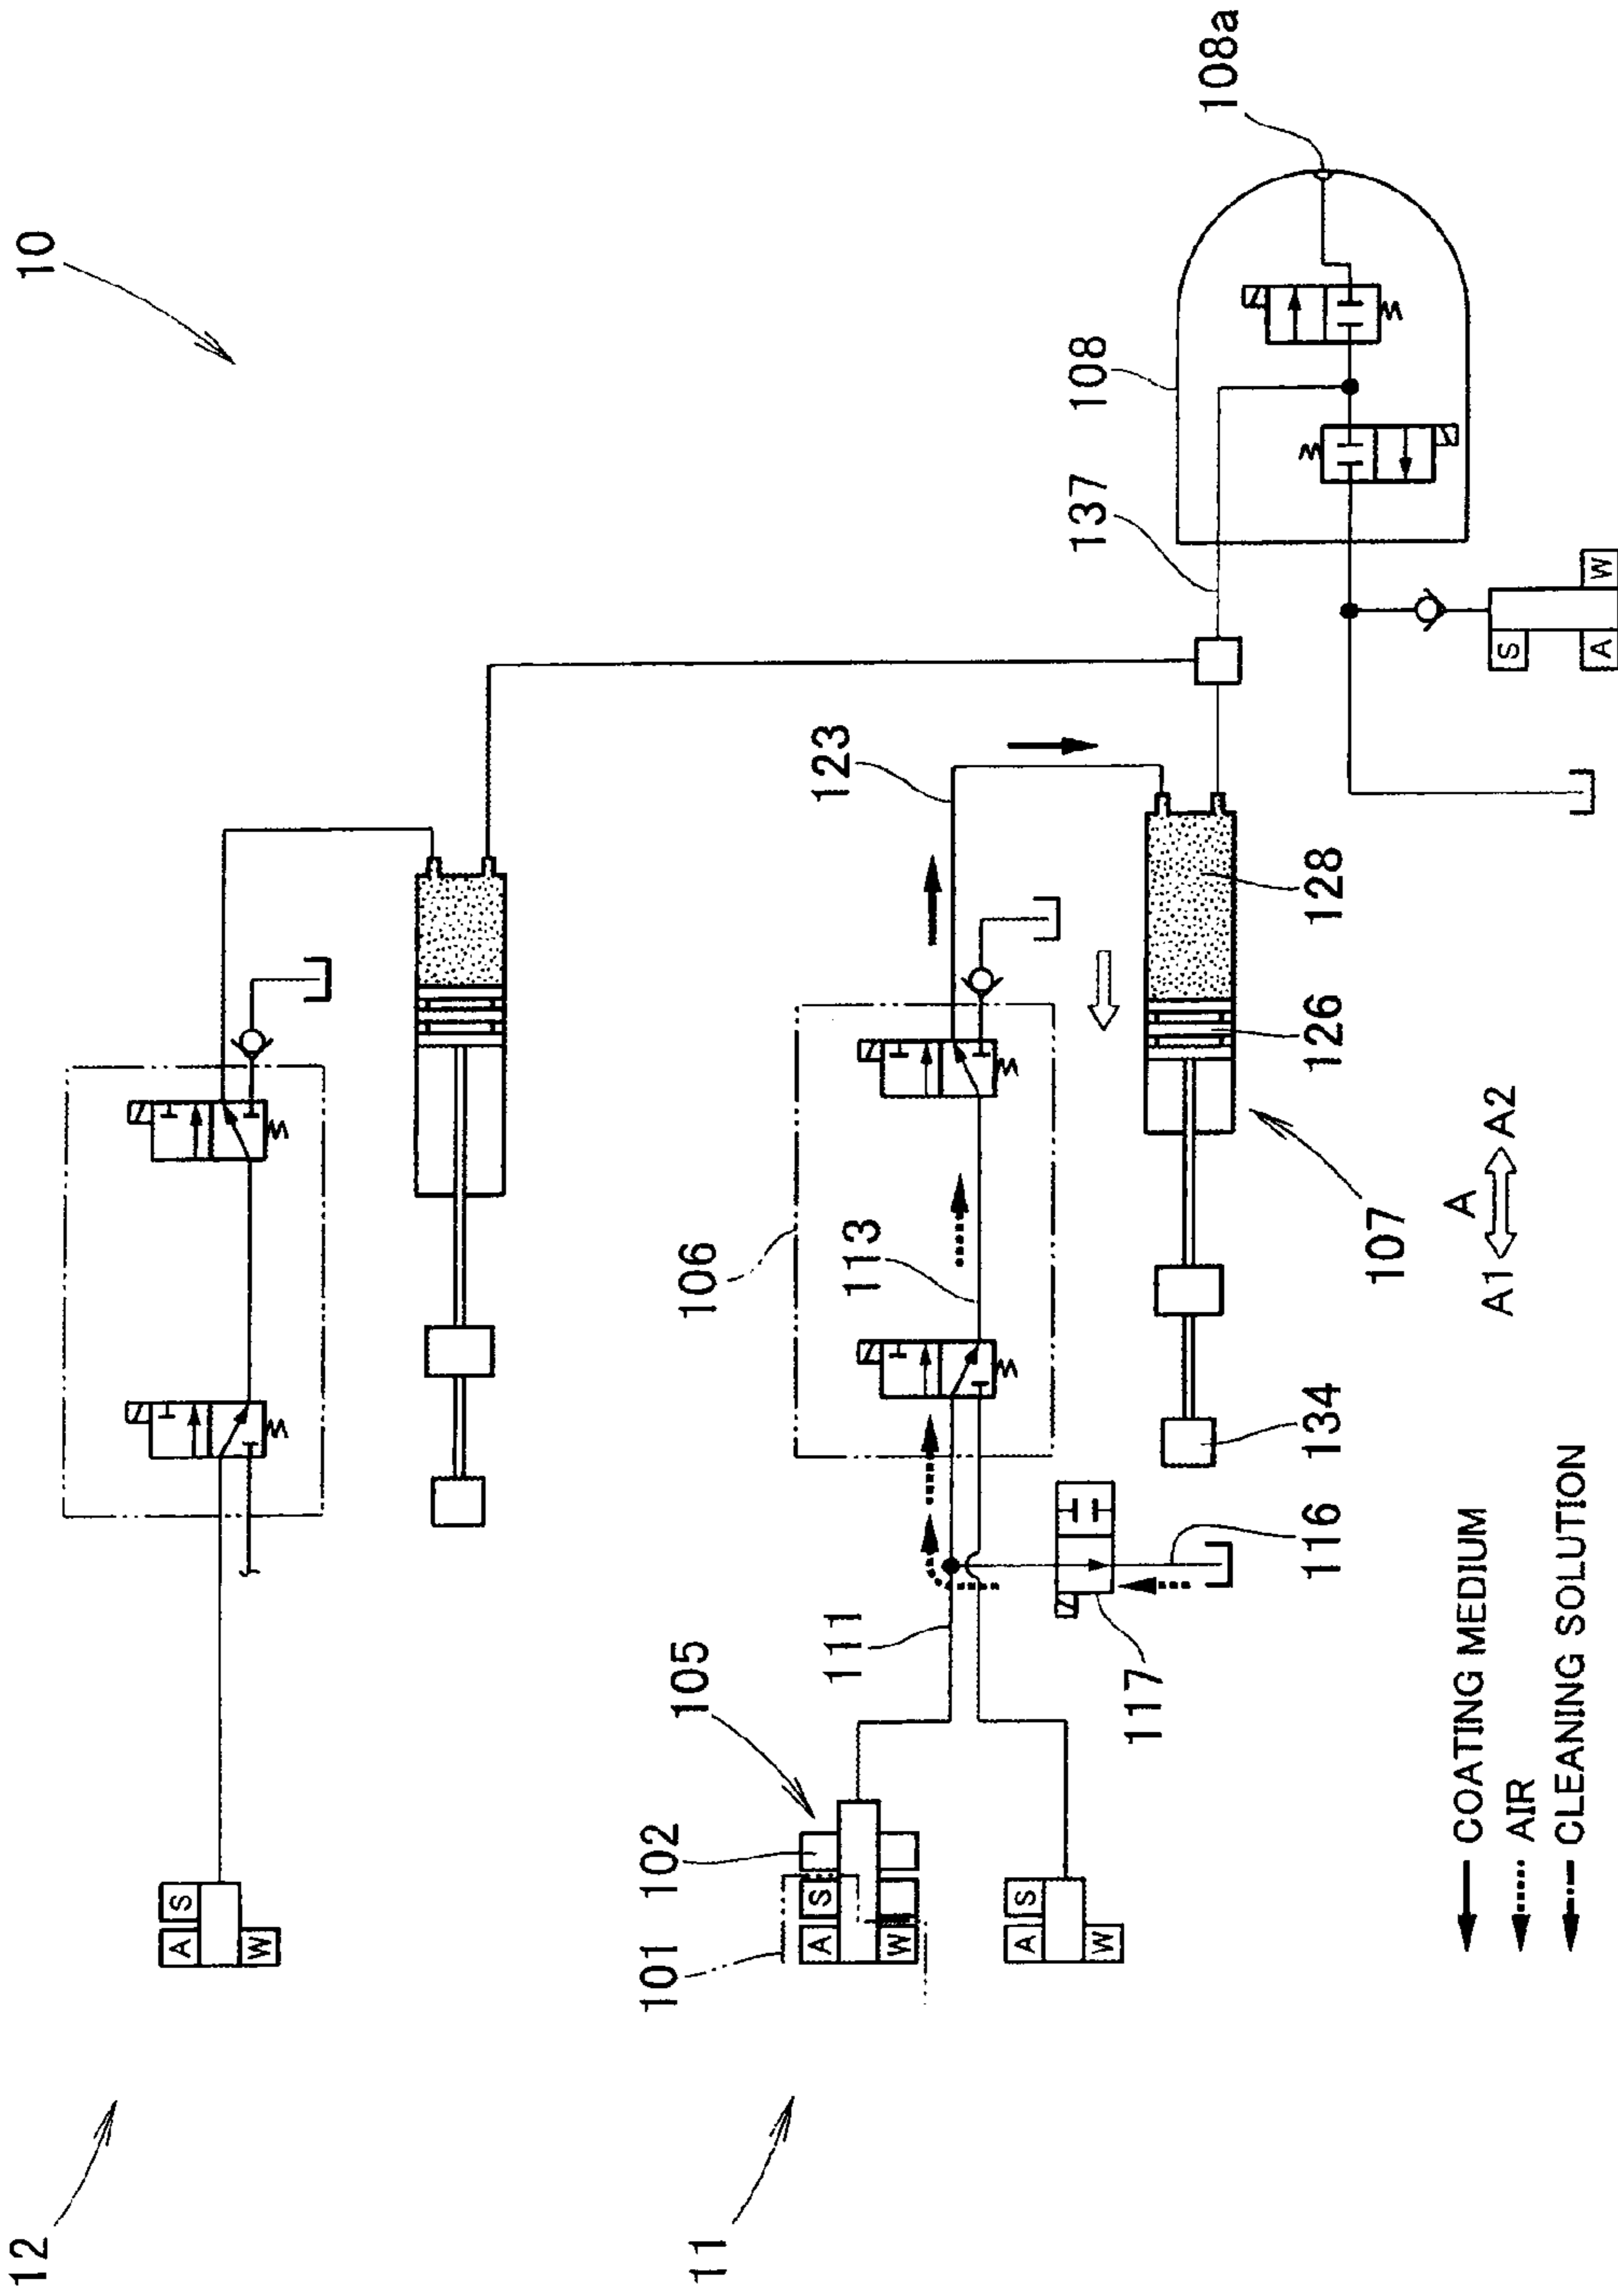 12
10
A S
W
11
101
102
105
106
A S
111
113
123
W
A S
W
117
137
108
108a
116
134
126
128
107
A
A1 A2
S
A W
COATING MEDIUM
AIR
CLEANING SOLUTION